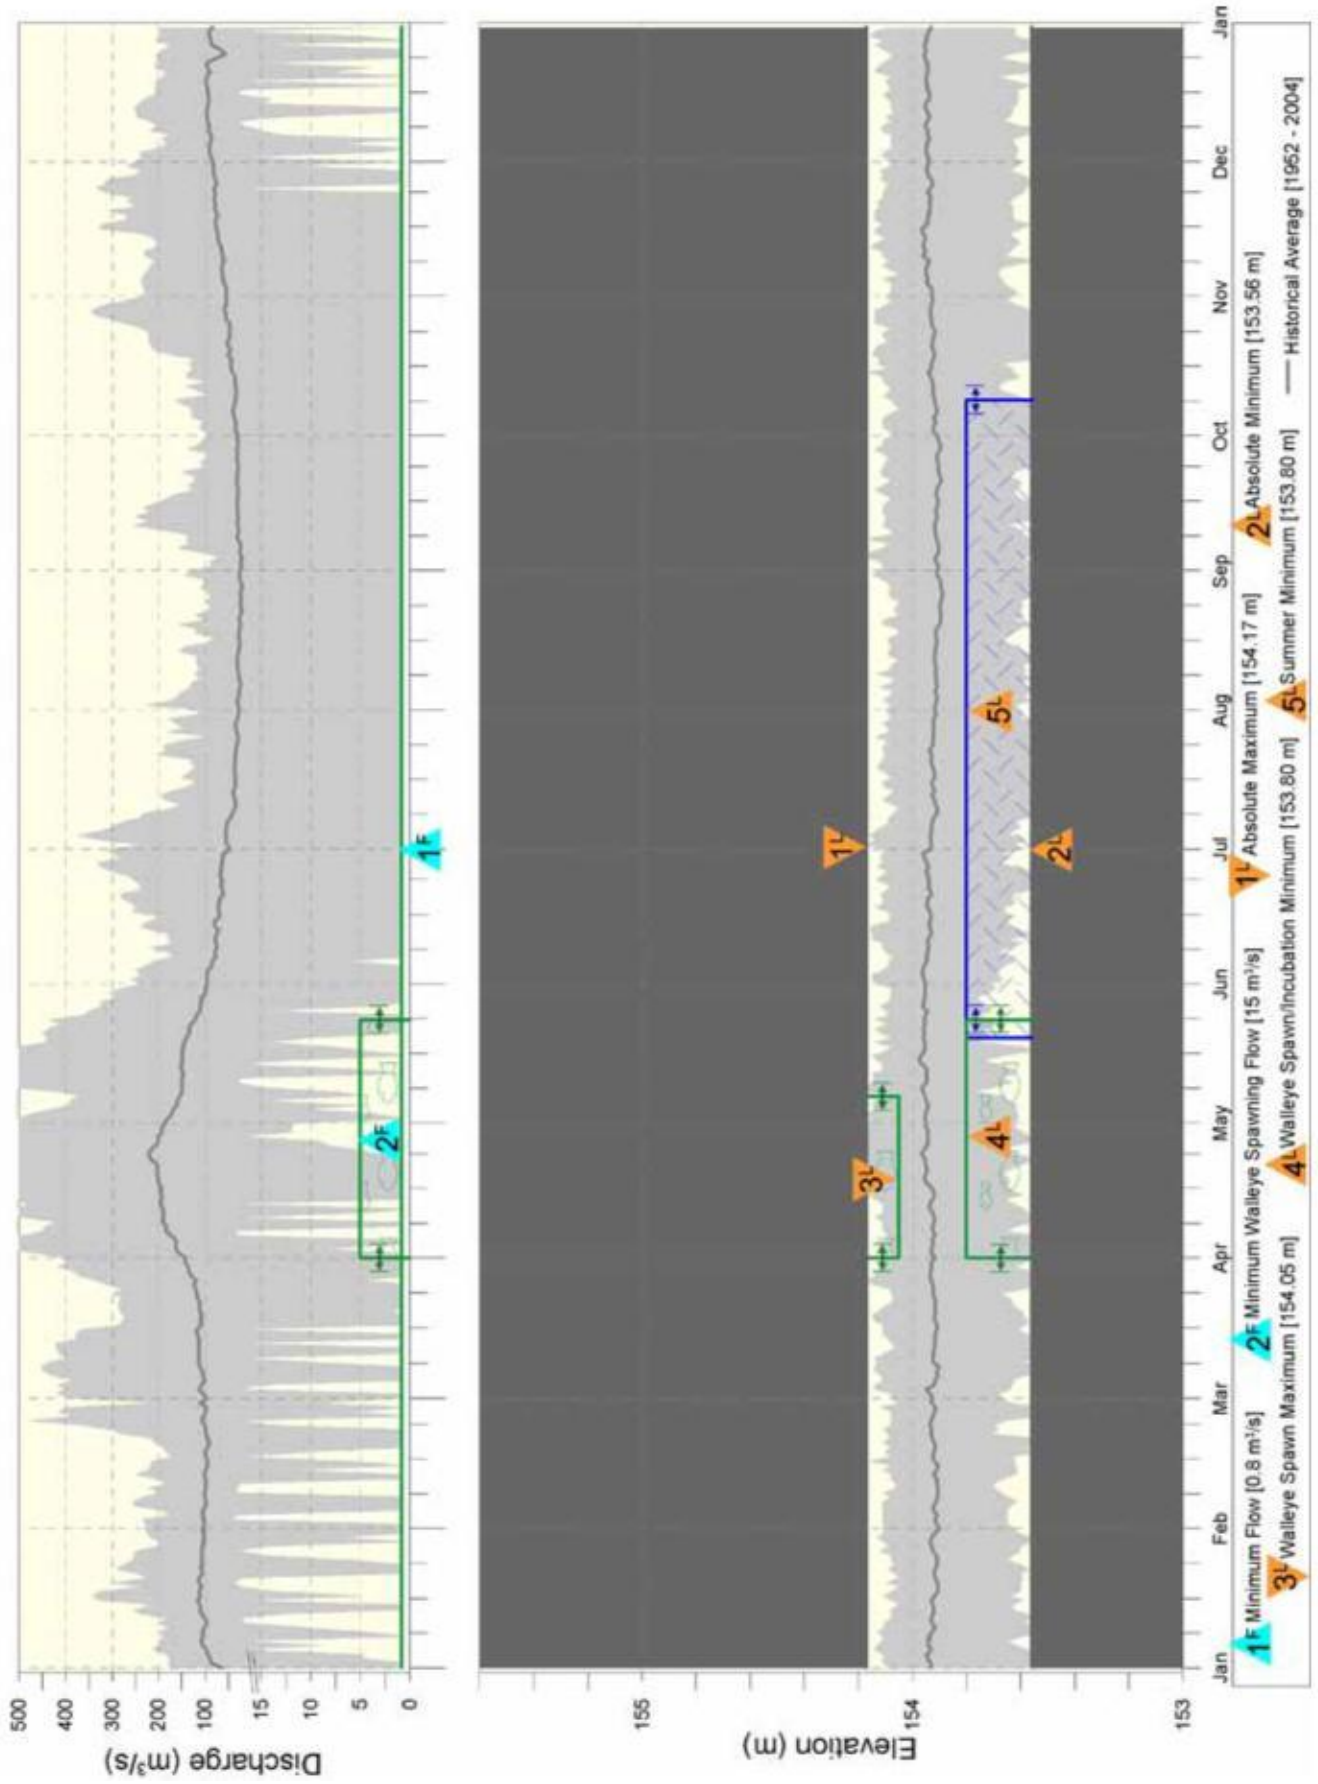 500
400
300
200
100
15
10
5
0
Discharge (m³/s)
2F
1F
155
154
153
Elevation (m)
1L
3L
4L
5L
2L
Jan Feb Mar Apr May Jun Jul Aug Sep Oct Nov Dec Jan
1F Minimum Flow [0.8 m³/s] 2F Minimum Walleye Spawning Flow [15 m³/s] 1L Absolute Maximum [154.17 m] 2L Absolute Minimum [153.56 m]
3L Walleye Spawn Maximum [154.05 m] 4L Walleye Spawn/Incubation Minimum [153.80 m] 5L Summer Minimum [153.80 m] Historical Average [1952 - 2004]